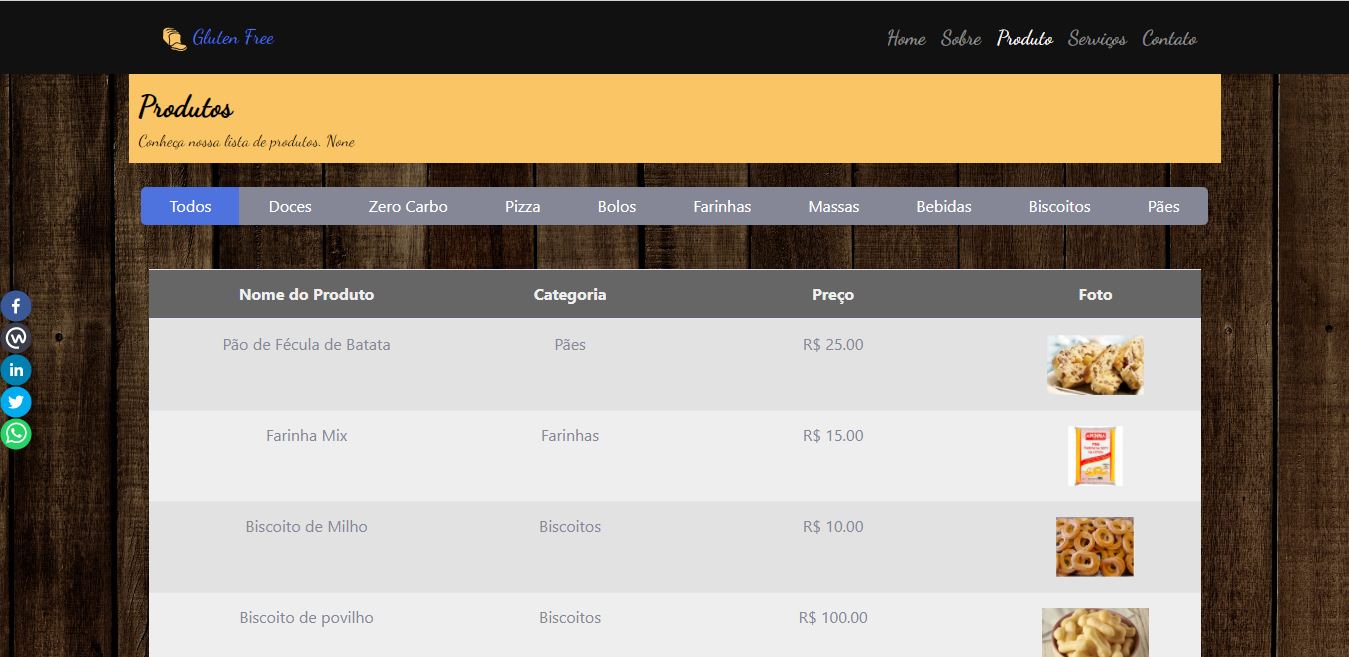 Gluten Free Home Sobre Produto Serviços Contato
Produtos
Conheça nossa lista de produtos. None
Todos Doces Zero Carbo Pizza Bolos Farinhas Massas Bebidas Biscoitos Pães
Nome do Produto Categoria Preço Foto
Pão de Fécula de Batata Pães R$ 25.00
Farinha Mix Farinhas R$ 15.00
Biscoito de Milho Biscoitos R$ 10.00
Biscoito de povilho Biscoitos R$ 100.00